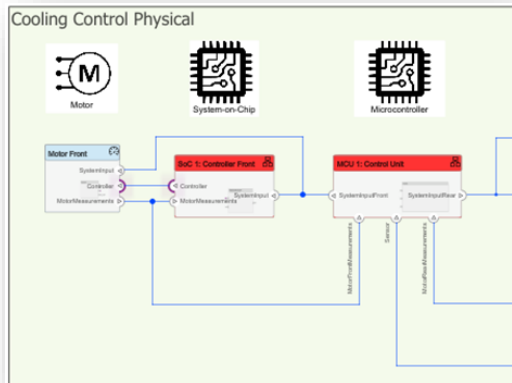 Cooling Control Physical
M
Motor
System-on-Chip
Microcontroller
Motor Front
SystemInput
Controller
MotorMeasurements
SoC 1: Controller Front
Controller
MotorMeasurements
SystemInput
MCU 1: Control Unit
SystemInputFront
SystemInputRear
MotorFrontMeasurements
Sensor
MotorRearMeasurements